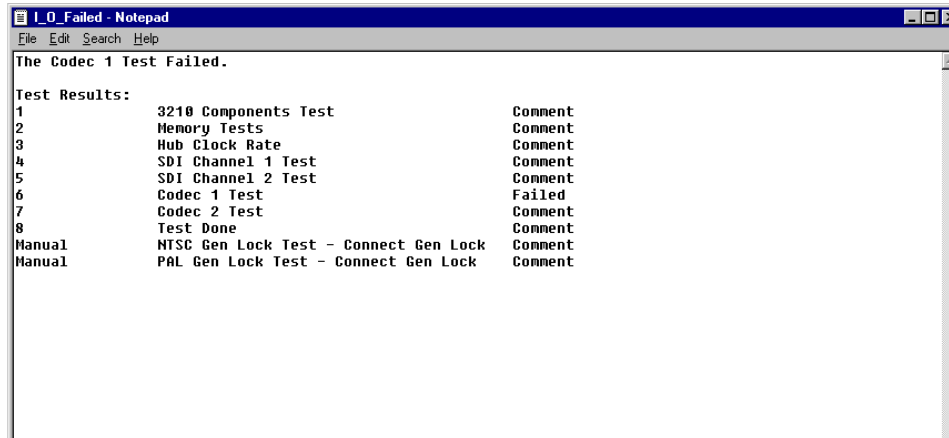 I_O_Failed - Notepad
File Edit Search Help
The Codec 1 Test Failed.
Test Results:
1 3210 Components Test Comment
2 Memory Tests Comment
3 Hub Clock Rate Comment
4 SDI Channel 1 Test Comment
5 SDI Channel 2 Test Comment
6 Codec 1 Test Failed
7 Codec 2 Test Comment
8 Test Done Comment
Manual NTSC Gen Lock Test - Connect Gen Lock Comment
Manual PAL Gen Lock Test - Connect Gen Lock Comment